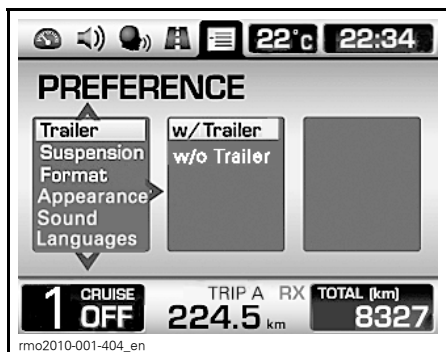 22°c 22:34
PREFERENCE
Trailer
Suspension
Format
Appearance
Sound
Languages
w/ Trailer
w/o Trailer
1 CRUISE OFF
TRIP A RX
224.5 km
TOTAL (km)
8327
rmo2010-001-404_en